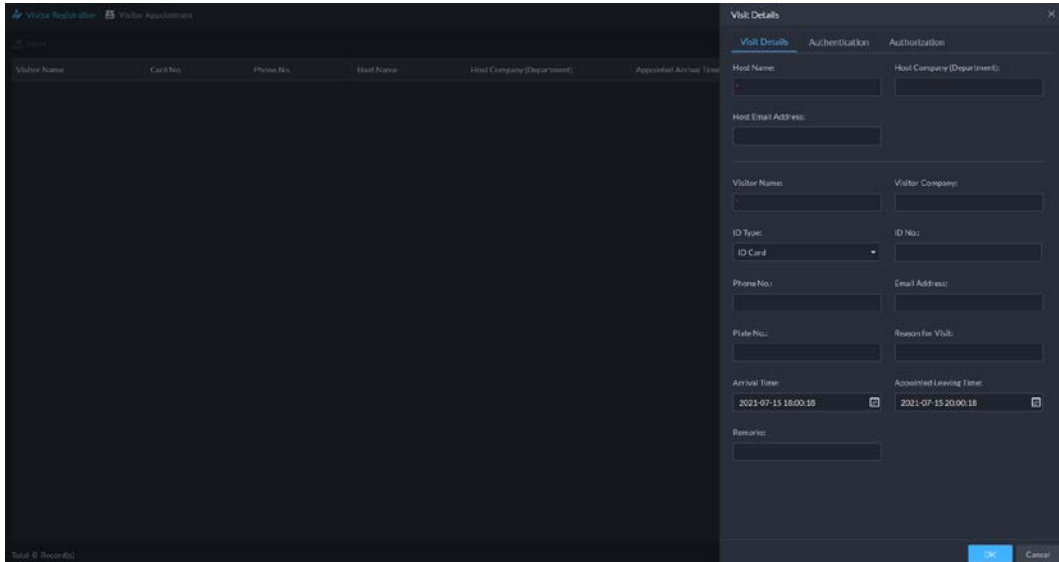 Visitor Registration Visitor Appointment
Visitor Name Card No. Phone No. Host Name Host Company (Department) Appointed Arrival Time
Total 0 Record(s)
Visit Details
Visit Details Authentication Authorization
Host Name: Host Company (Department):
*
Host Email Address:
Visitor Name: Visitor Company:
*
ID Type: ID No.:
ID Card
Phone No.: Email Address:
Plate No.: Reason for Visit:
Arrival Time: Appointed Leaving Time:
2021-07-15 18:00:18 2021-07-15 20:00:18
Remarks:
OK Cancel